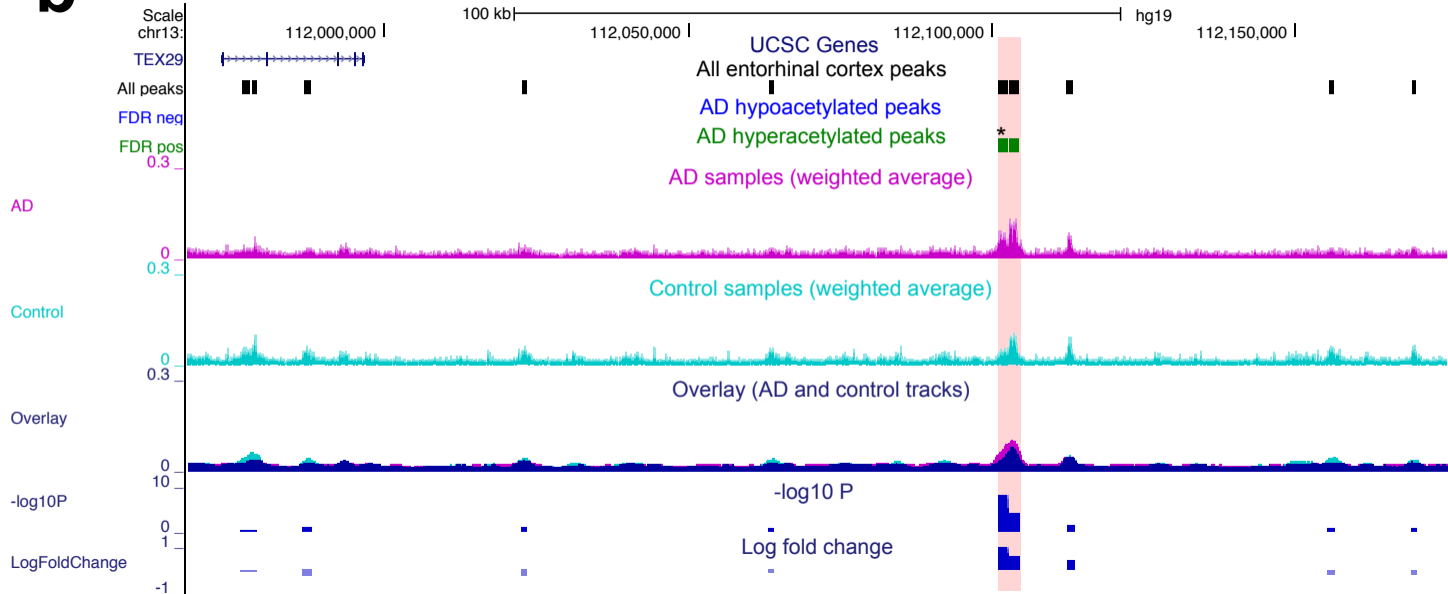 b
Scale 100 kb hg19
chr13: 112,000,000 112,050,000 112,100,000 112,150,000
UCSC Genes
TEX29
All entorhinal cortex peaks
All peaks
AD hypoacetylated peaks
FDR neg
AD hyperacetylated peaks
*
FDR pos
0.3
AD samples (weighted average)
AD
0
0.3
Control samples (weighted average)
Control
0
0.3
Overlay (AD and control tracks)
Overlay
0
10
-log10 P
-log10P
0
1
Log fold change
LogFoldChange
-1